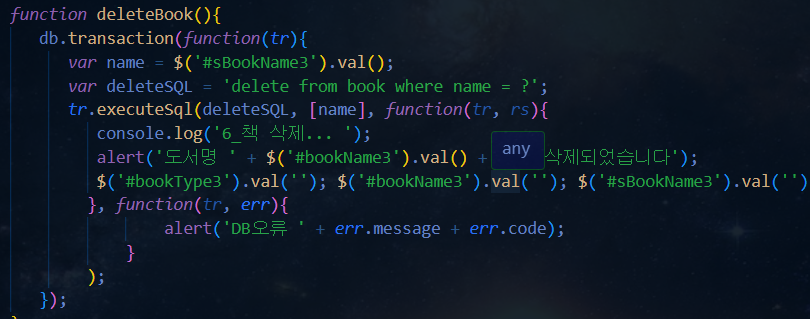 function deleteBook(){
db.transaction(function(tr){
var name = $('#sBookName3').val();
var deleteSQL = 'delete from book where name = ?';
tr.executeSql(deleteSQL, [name], function(tr, rs){
console.log('6_책 삭제... ');
alert('도서명 ' + $('#bookName3').val() + 삭제되었습니다');
any
$('#bookType3').val(''); $('#bookName3').val(''); $('#sBookName3').val('')
}, function(tr, err){
alert('DB오류 ' + err.message + err.code);
}
);
});